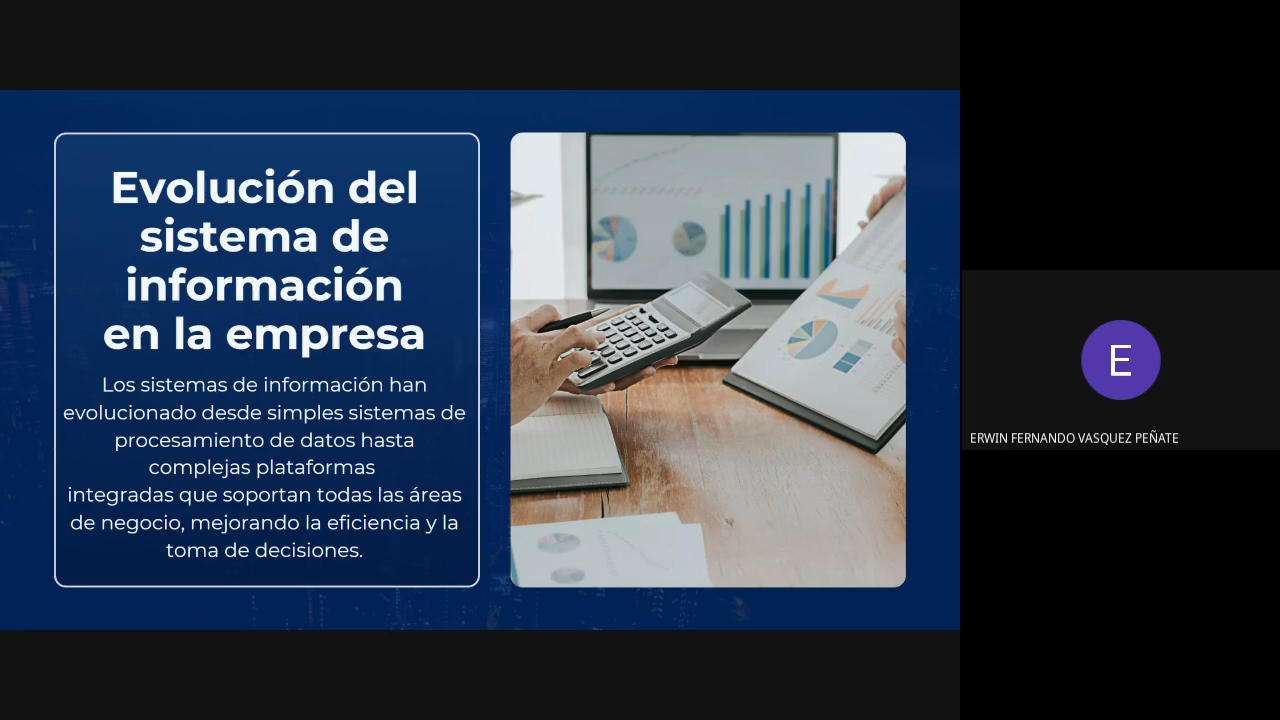 Evolución del
sistema de
información
en la empresa
Los sistemas de información han
evolucionado desde simples sistemas de
procesamiento de datos hasta
complejas plataformas
integradas que soportan todas las áreas
de negocio, mejorando la eficiencia y la
toma de decisiones.
E
ERWIN FERNANDO VASQUEZ PEÑATE